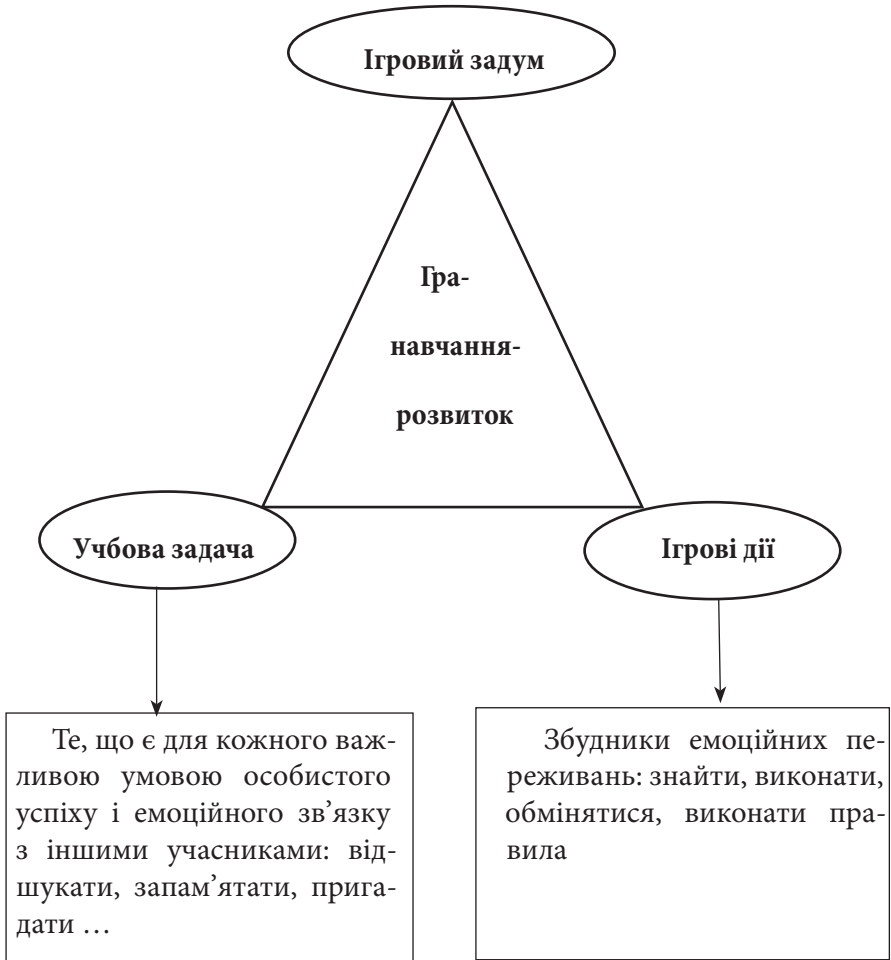 Ігровий задум
Гра-
навчання-
розвиток
Учбова задача
Ігрові дії
Те, що є для кожного важ-
ливою умовою особистого
успіху і емоційного зв'язку
з іншими учасниками: від-
шукати, запам'ятати, прига-
дати …
Збудники емоційних пе-
реживань: знайти, виконати,
обмінятися, виконати пра-
вила